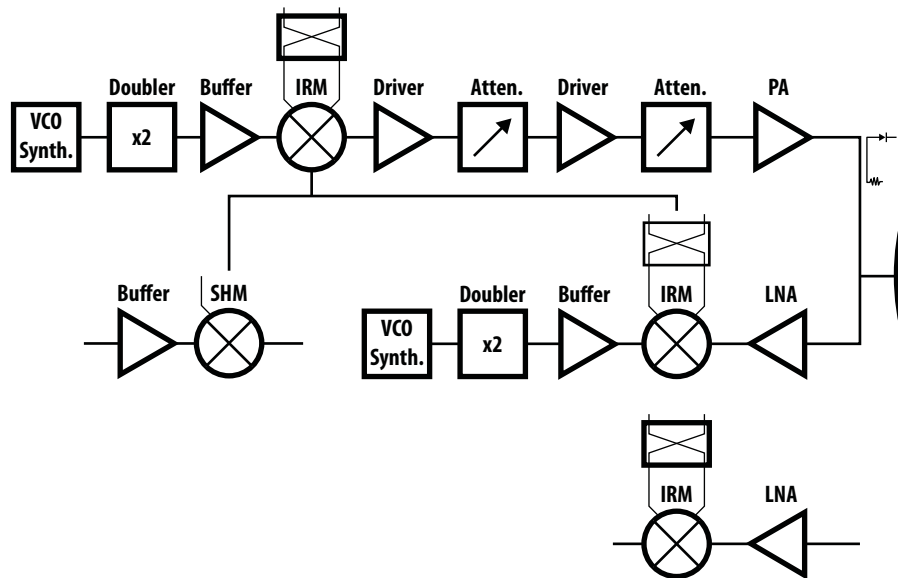 Doubler Buffer IRM Driver Atten. Driver Atten. PA
VCO
Synth.
x2
Buffer SHM
Doubler Buffer IRM LNA
VCO
Synth.
x2
IRM LNA